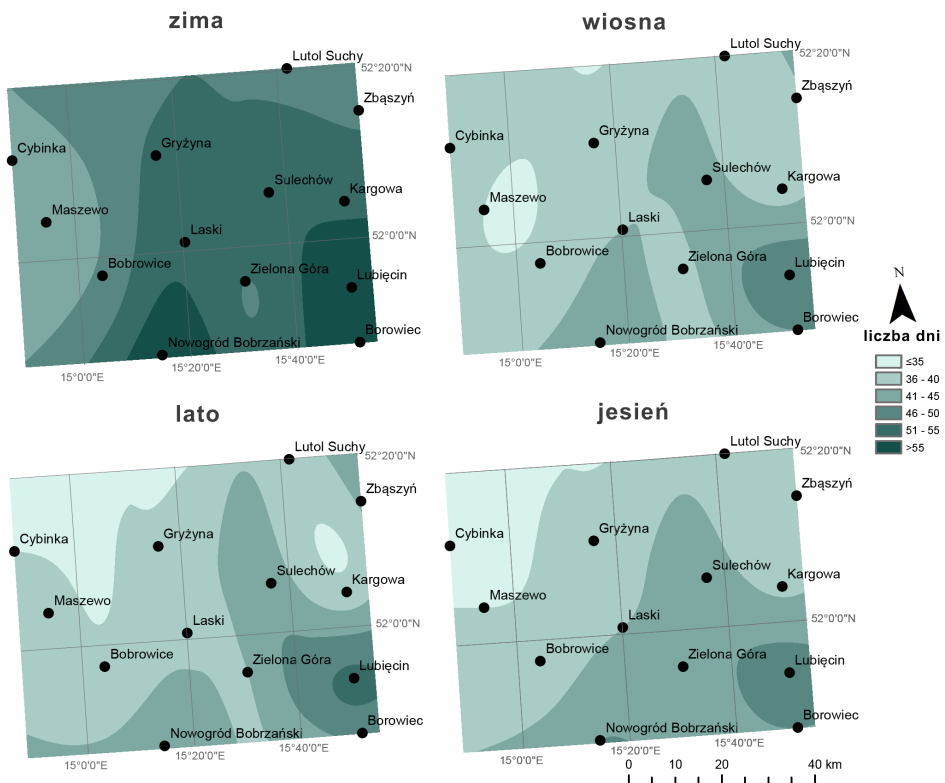 zima
Lutol Suchy
52°20'0"N
Zbąszyń
Gryżyna
Cybinka
Sulechów
Kargowa
Maszewo
Laski
52°0'0"N
Bobrowice
Zielona Góra
Lubięcin
Borowiec
Nowogród Bobrzański
15°0'0"E
15°20'0"E
15°40'0"E
wiosna
Lutol Suchy
52°20'0"N
Zbąszyń
Gryżyna
Cybinka
Sulechów
Kargowa
Maszewo
Laski
52°0'0"N
Bobrowice
Zielona Góra
Lubięcin
Borowiec
Nowogród Bobrzański
15°0'0"E
15°20'0"E
15°40'0"E
N
liczba dni
≤35
36 - 40
41 - 45
46 - 50
51 - 55
>55
lato
Lutol Suchy
52°20'0"N
Zbąszyń
Gryżyna
Cybinka
Sulechów
Kargowa
Maszewo
Laski
52°0'0"N
Bobrowice
Zielona Góra
Lubięcin
Borowiec
Nowogród Bobrzański
15°0'0"E
15°20'0"E
15°40'0"E
jesień
Lutol Suchy
52°20'0"N
Zbąszyń
Gryżyna
Cybinka
Sulechów
Kargowa
Maszewo
Laski
52°0'0"N
Bobrowice
Zielona Góra
Lubięcin
Borowiec
Nowogród Bobrzański
15°0'0"E
15°20'0"E
15°40'0"E
0 10 20 30 40 km